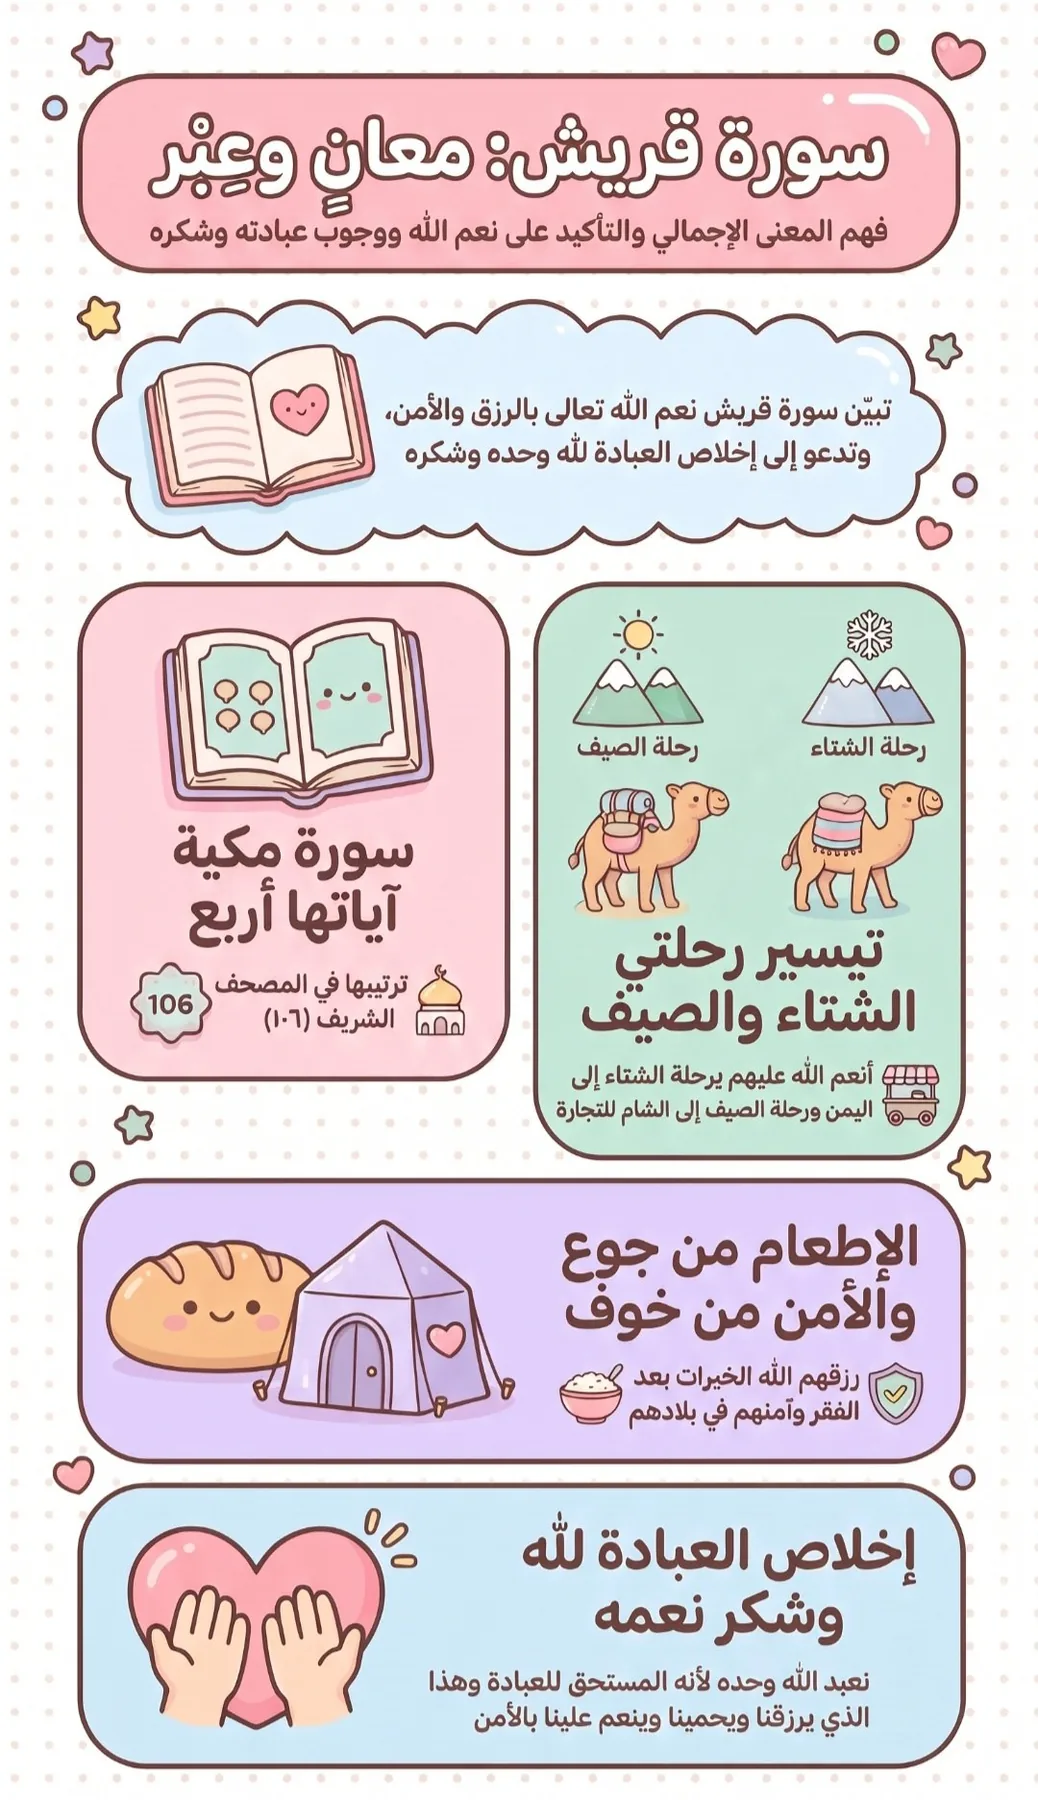 سورة قريش: معانٍ وعِبْر
فهم المعنى الإجمالي والتأكيد على نعم الله ووجوب عبادته وشكره
تبيّن سورة قريش نعم الله تعالى بالرزق والأمن،
وتدعو إلى إخلاص العبادة لله وحده وشكره
رحلة الشتاء
رحلة الصيف
تيسير رحلتي
الشتاء والصيف
أنعم الله عليهم يرحلة الشتاء إلى
اليمن ورحلة الصيف إلى الشام للتجارة
سورة مكية
آياتها أربع
ترتيبها في المصحف
الشريف (١٠٦)
106
الإطعام من جوع
والأمن من خوف
رزقهم الله الخيرات بعد
الفقر وآمنهم في بلادهم
إخلاص العبادة لله
وشكر نعمه
نعبد الله وحده لأنه المستحق للعبادة وهذا
الذي يرزقنا ويحمينا وينعم علينا بالأمن